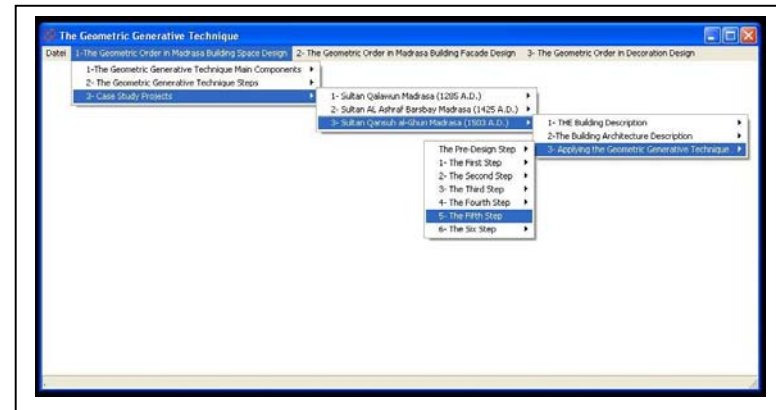 The Geometric Generative Technique
Datei 1-The Geometric Order in Madrasa Building Space Design 2- The Geometric Order in Madrasa Building Facade Design 3- The Geometric Order in Decoration Design
1-The Geometric Generative Technique Main Components
2- The Geometric Generative Technique Steps
3- Case Study Projects
1- Sultan Qalawun Madrasa (1285 A.D.)
2- Sultan AL Ashraf Barsbay Madrasa (1425 A.D.)
3- Sultan Qansuh al-Ghuri Madrasa (1503 A.D.)
1- THE Building Description
2-The Building Architecture Description
3- Applying the Geometric Generative Technique
The Pre-Design Step
1- The First Step
2- The Second Step
3- The Third Step
4- The Fourth Step
5- The Fifth Step
6- The Six Step